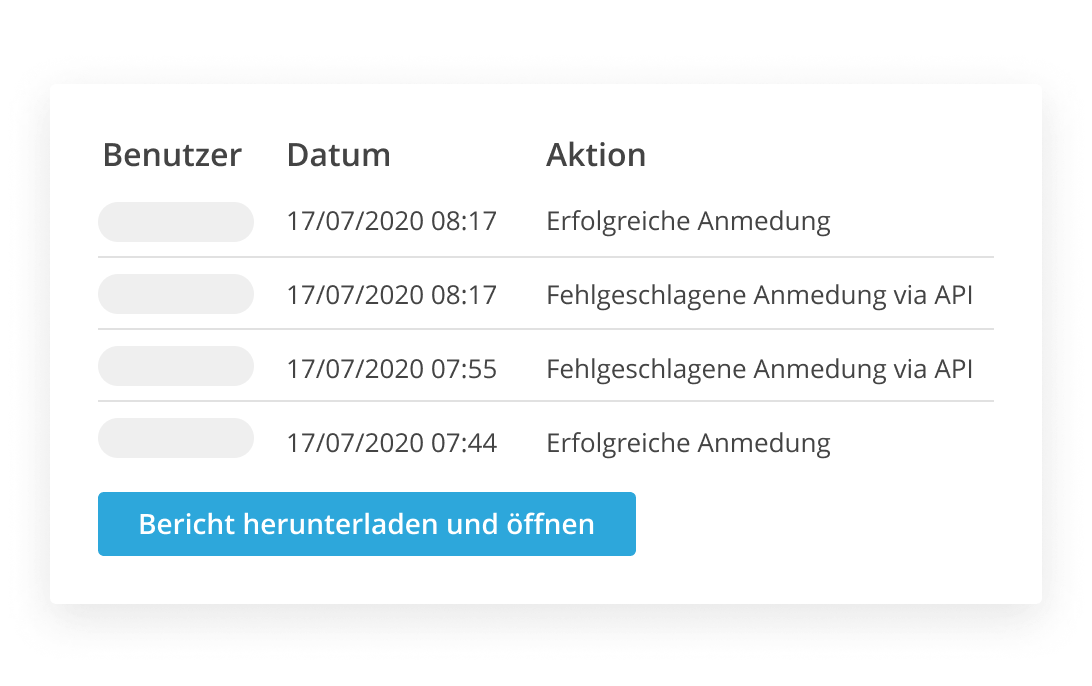 Benutzer Datum Aktion
17/07/2020 08:17 Erfolgreiche Anmedung
17/07/2020 08:17 Fehlgeschlagene Anmedung via API
17/07/2020 07:55 Fehlgeschlagene Anmedung via API
17/07/2020 07:44 Erfolgreiche Anmedung
Bericht herunterladen und öffnen